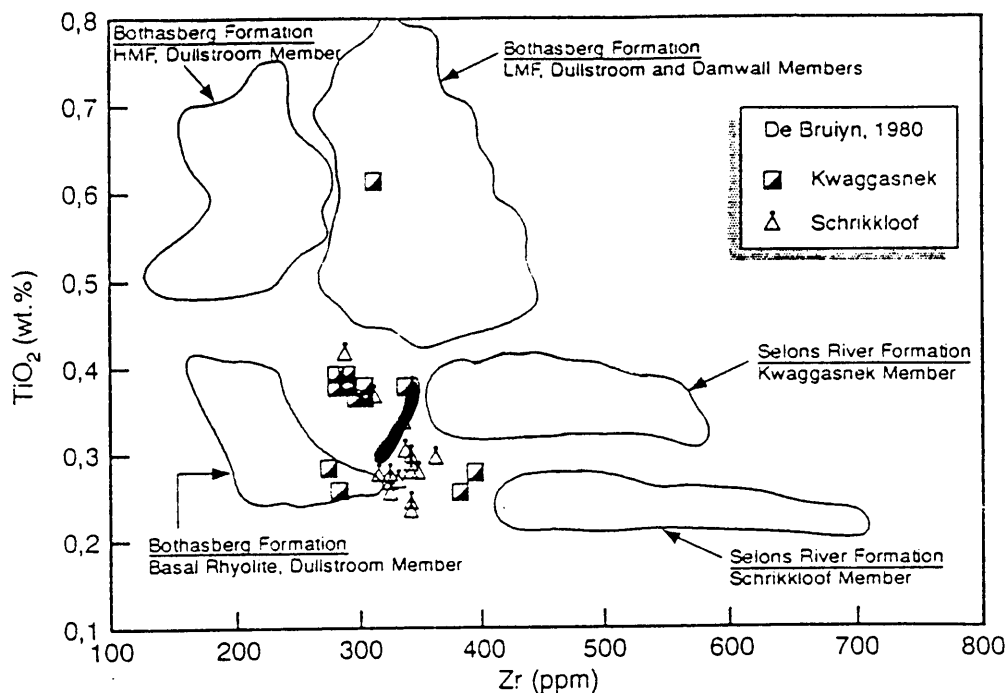 Bothasberg Formation
HMF, Dullstroom Member
Bothasberg Formation
LMF, Dullstroom and Damwall Members
De Bruiyn, 1980
Kwaggasnek
Schrikkloof
Selons River Formation
Kwaggasnek Member
Bothasberg Formation
Basal Rhyolite, Dullstroom Member
Selons River Formation
Schrikkloof Member
TiO2 (wt.%)
0,8
0,7
0,6
0,5
0,4
0,3
0,2
0,1
100
200
300
400
500
600
700
800
Zr (ppm)